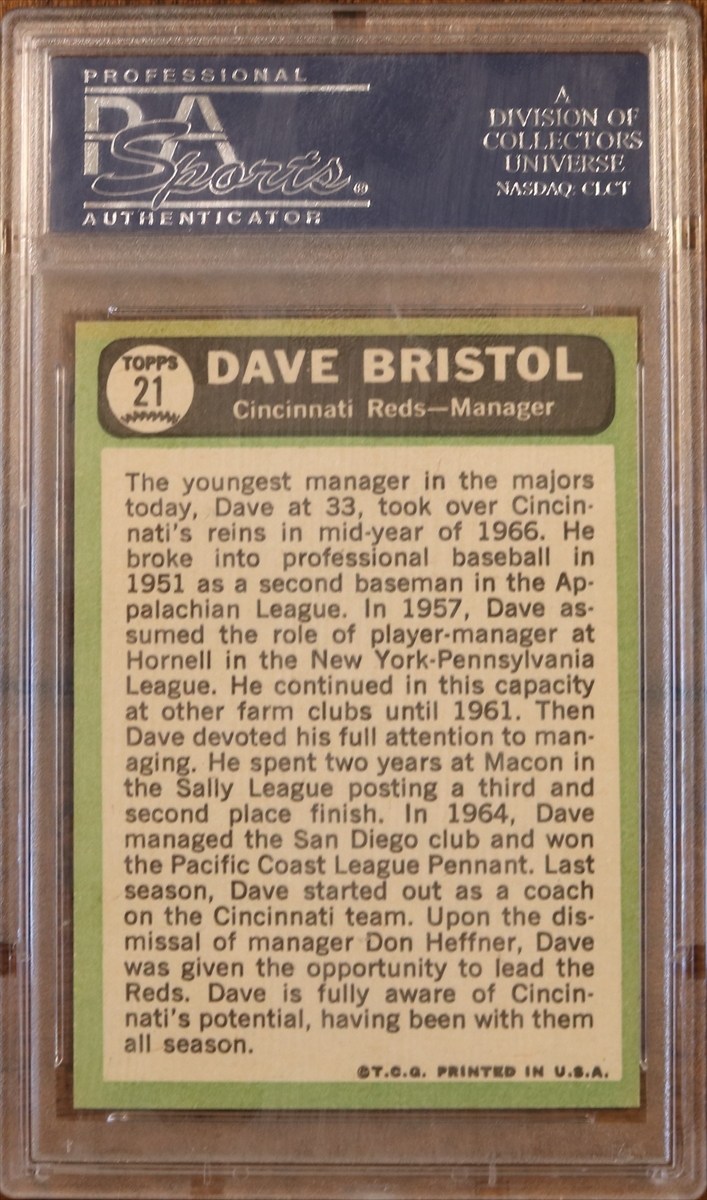 PROFESSIONAL
PSA
Sports®
AUTHENTICATOR
A
DIVISION OF
COLLECTORS
UNIVERSE
NASDAQ: CLCT
TOPPS
21
DAVE BRISTOL
Cincinnati Reds—Manager
The youngest manager in the majors
today, Dave at 33, took over Cincin-
nati's reins in mid-year of 1966. He
broke into professional baseball in
1951 as a second baseman in the Ap-
palachian League. In 1957, Dave as-
sumed the role of player-manager at
Hornell in the New York-Pennsylvania
League. He continued in this capacity
at other farm clubs until 1961. Then
Dave devoted his full attention to man-
aging. He spent two years at Macon in
the Sally League posting a third and
second place finish. In 1964, Dave
managed the San Diego club and won
the Pacific Coast League Pennant. Last
season, Dave started out as a coach
on the Cincinnati team. Upon the dis-
missal of manager Don Heffner, Dave
was given the opportunity to lead the
Reds. Dave is fully aware of Cincin-
nati's potential, having been with them
all season.
©T.C.G. PRINTED IN U.S.A.